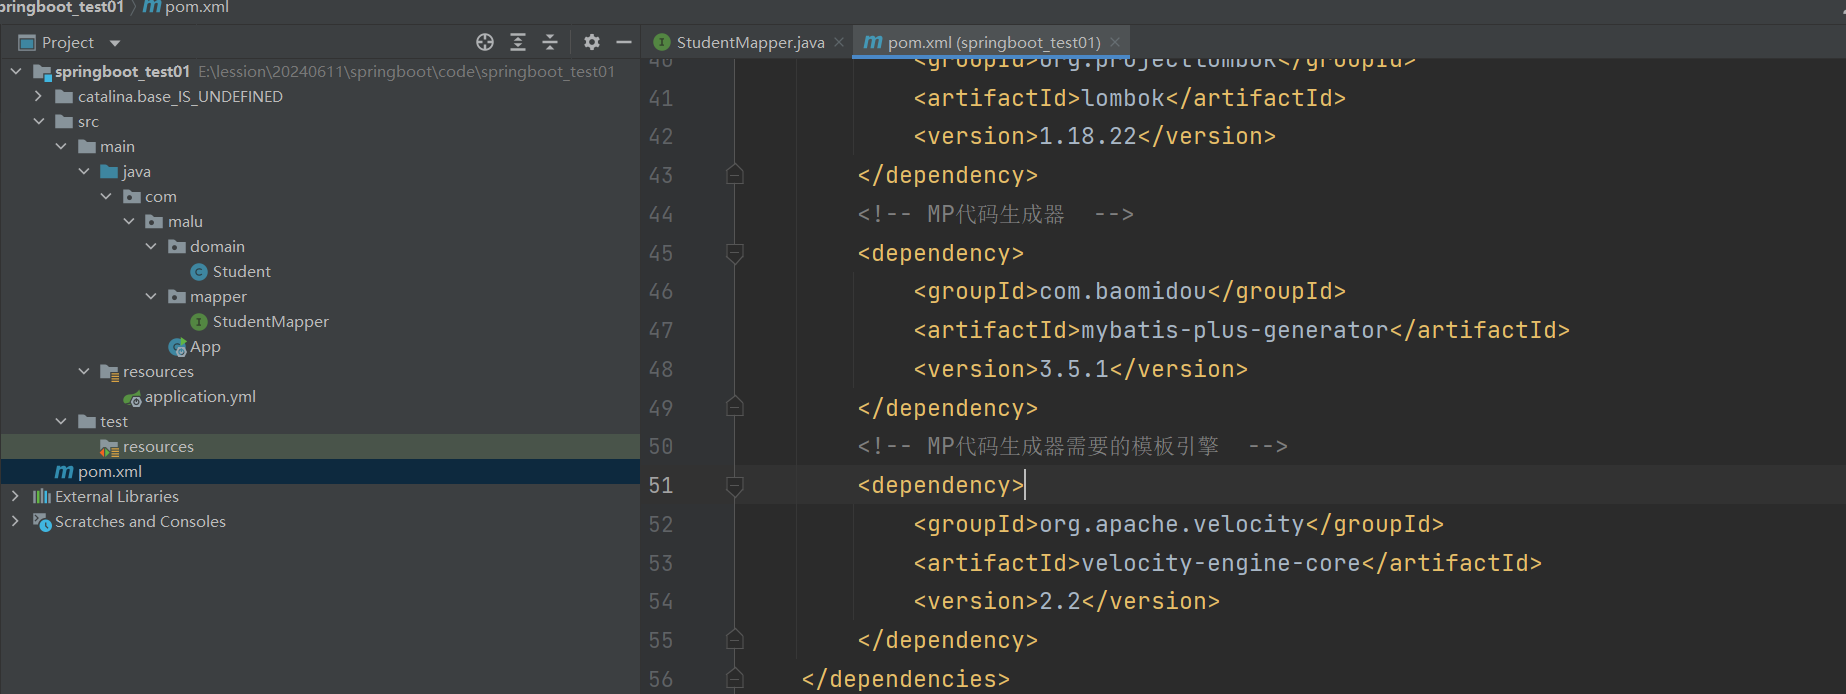 pringboot_test01 〉 m pom.xml
Project
springboot_test01 E:\lession\20240611\springboot\code\springboot_test01
catalina.base_IS_UNDEFINED
src
main
java
com
malu
domain
C Student
mapper
I StudentMapper
App
resources
application.yml
test
resources
m pom.xml
External Libraries
Scratches and Consoles
I StudentMapper.java × m pom.xml (springboot_test01) ×
40 <groupId>org.projectlombok</groupId>
41 <artifactId>lombok</artifactId>
42 <version>1.18.22</version>
43 </dependency>
44 <!-- MP代码生成器  -->
45 <dependency>
46 <groupId>com.baomidou</groupId>
47 <artifactId>mybatis-plus-generator</artifactId>
48 <version>3.5.1</version>
49 </dependency>
50 <!-- MP代码生成器需要的模板引擎  -->
51 <dependency>
52 <groupId>org.apache.velocity</groupId>
53 <artifactId>velocity-engine-core</artifactId>
54 <version>2.2</version>
55 </dependency>
56 </dependencies>